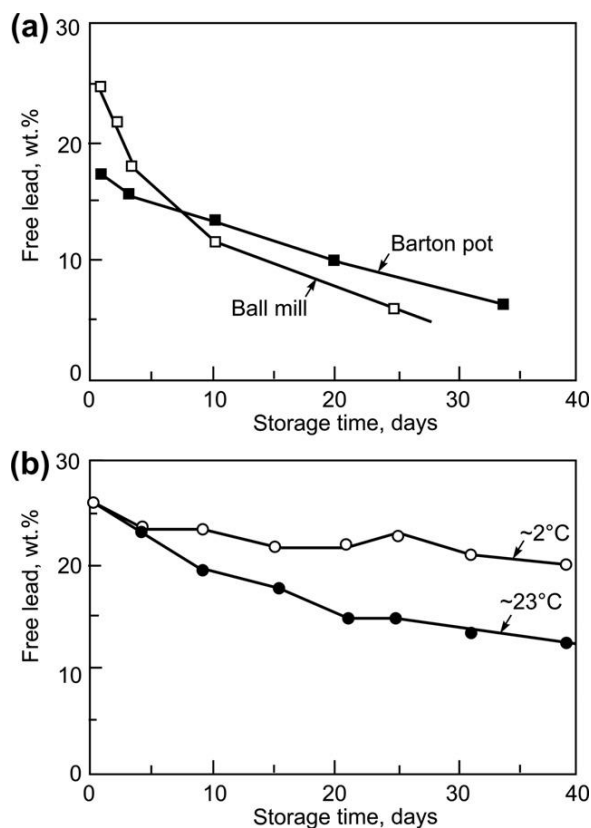 (a)
30
20
10
0
Free lead, wt.%
Barton pot
Ball mill
0 10 20 30 40
Storage time, days
(b)
30
20
10
0
Free lead, wt.%
~2°C
~23°C
0 10 20 30 40
Storage time, days